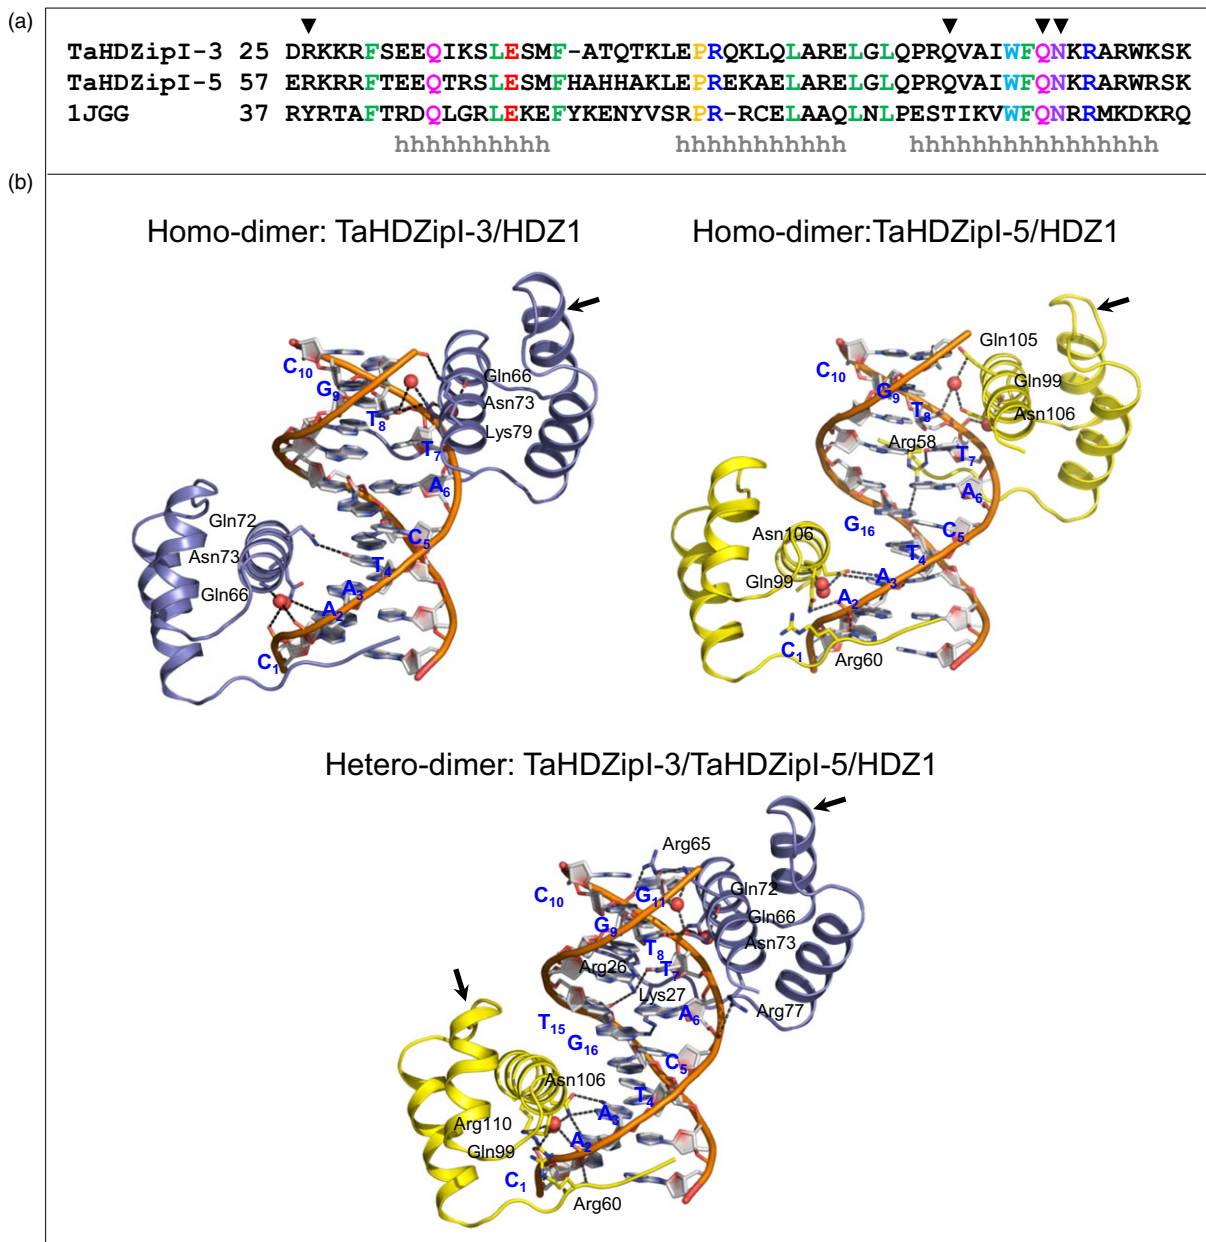 (a)
TaHDZipI-3 25 DRKKRFSEEQIKSLESMF-ATQTKLEPRQKLQLARELGLQPRQVAIWFQNKRARWKSK
TaHDZipI-5 57 ERKRRFTEEQTRSLESMFHAHHAKLEPREKAELARELGLQPRQVAIWFQNKRARWRSK
1JGG 37 RYRTAFTRDQLGRLEKEFYKENYVSRPR-RCELAAQLNLPESTIKVWFQNRRMKDKRQ
hhhhhhhhhh hhhhhhhhhhh hhhhhhhhhhhhhhhh
(b)
Homo-dimer: TaHDZipI-3/HDZ1
C10
G9
T8
Gln66
Asn73
Lys79
T7
A6
Gln72
Asn73
Gln66
C5
T4
A3
A2
C1
Homo-dimer:TaHDZipI-5/HDZ1
Gln105
C10
G9
Gln99
T8
Asn106
Arg58
T7
A6
G16
C5
Asn106
T4
Gln99
A3
A2
C1
Arg60
Hetero-dimer: TaHDZipI-3/TaHDZipI-5/HDZ1
Arg65
C10
G11
Gln72
G9
Gln66
T8
Asn73
Arg26
T7
Lys27
A6
Arg77
T15
G16
C5
Asn106
T4
A3
Arg110
A2
Gln99
C1
Arg60